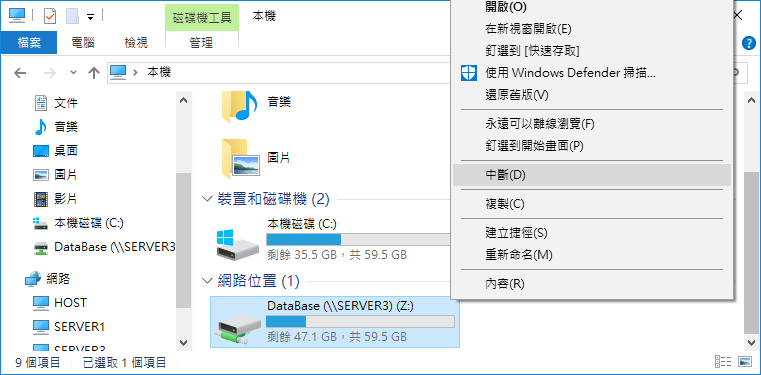 磁碟機工具
本機
檔案
電腦
檢視
管理
本機
文件
音樂
桌面
圖片
影片
本機磁碟 (C:)
DataBase (\\SERVER3)
網路
HOST
SERVER1
SERVER3
音樂
圖片
裝置和磁碟機 (2)
本機磁碟 (C:)
剩餘 35.5 GB，共 59.5 GB
網路位置 (1)
DataBase (\\SERVER3) (Z:)
剩餘 47.1 GB，共 59.5 GB
開啟(O)
在新視窗開啟(E)
釘選到 [快速存取]
使用 Windows Defender 掃描...
還原舊版(V)
永遠可以離線瀏覽(F)
釘選到開始畫面(P)
中斷(D)
複製(C)
建立捷徑(S)
重新命名(M)
內容(R)
9 個項目
已選取 1 個項目